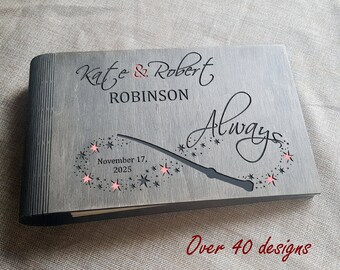 Kate & Robert
ROBINSON
Always
November 17,
2025
Over 40 designs